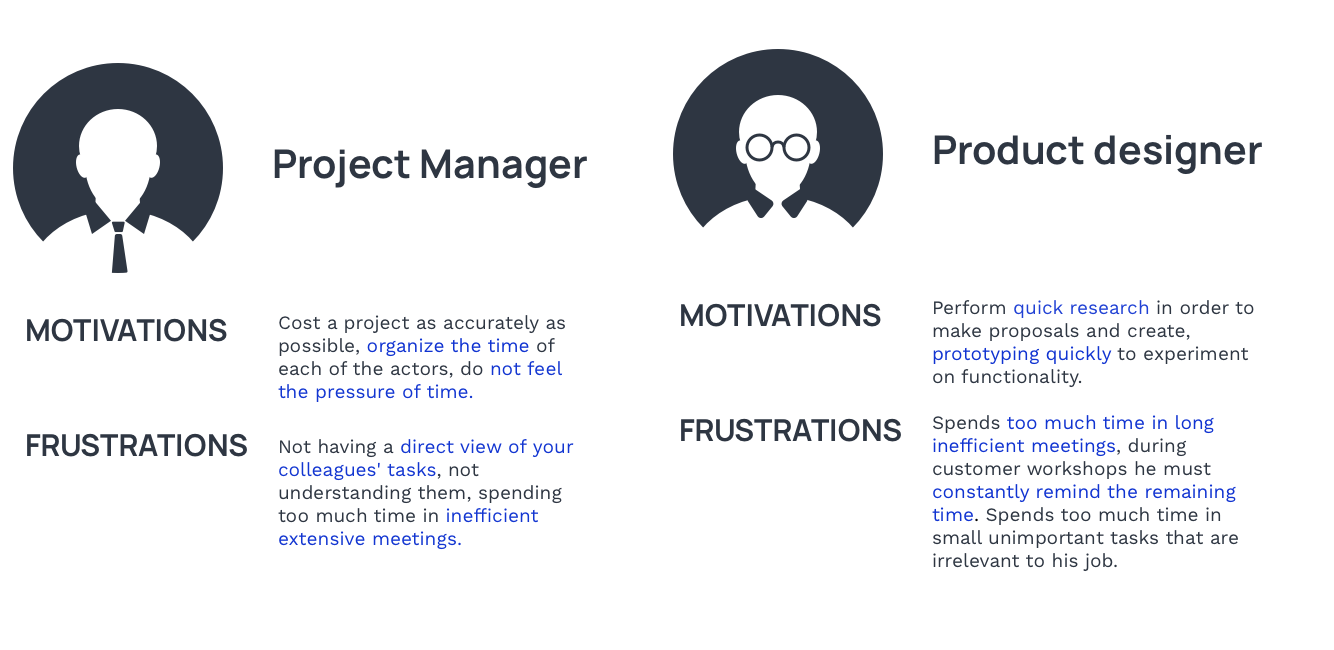 Project Manager
MOTIVATIONS
Cost a project as accurately as
possible, organize the time of
each of the actors, do not feel
the pressure of time.
FRUSTRATIONS
Not having a direct view of your
colleagues' tasks, not
understanding them, spending
too much time in inefficient
extensive meetings.
Product designer
MOTIVATIONS
Perform quick research in order to
make proposals and create,
prototyping quickly to experiment
on functionality.
FRUSTRATIONS
Spends too much time in long
inefficient meetings, during
customer workshops he must
constantly remind the remaining
time. Spends too much time in
small unimportant tasks that are
irrelevant to his job.